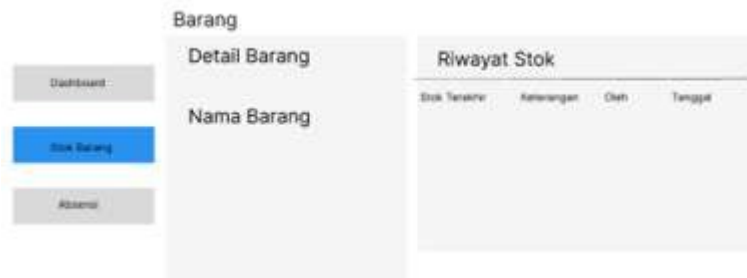 Barang
Dashboard
Stok Barang
Absensi
Detail Barang
Nama Barang
Riwayat Stok
Stok Terakhir Keterangan Oleh Tanggal